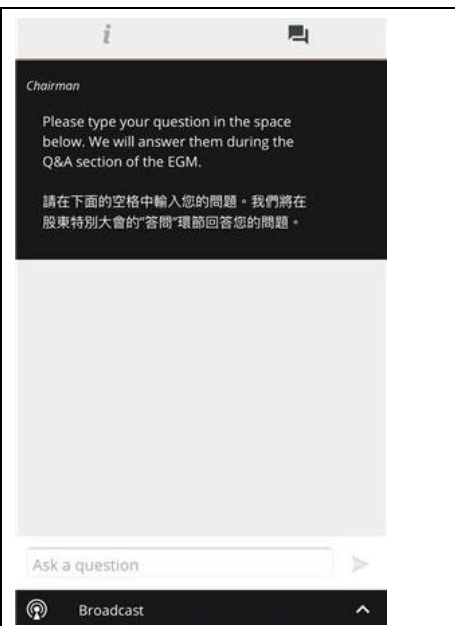 i
Chairman
Please type your question in the space
below. We will answer them during the
Q&A section of the EGM.
請在下面的空格中輸入您的問題。我們將在
股東特別大會的"答問"環節回答您的問題。
Ask a question
Broadcast